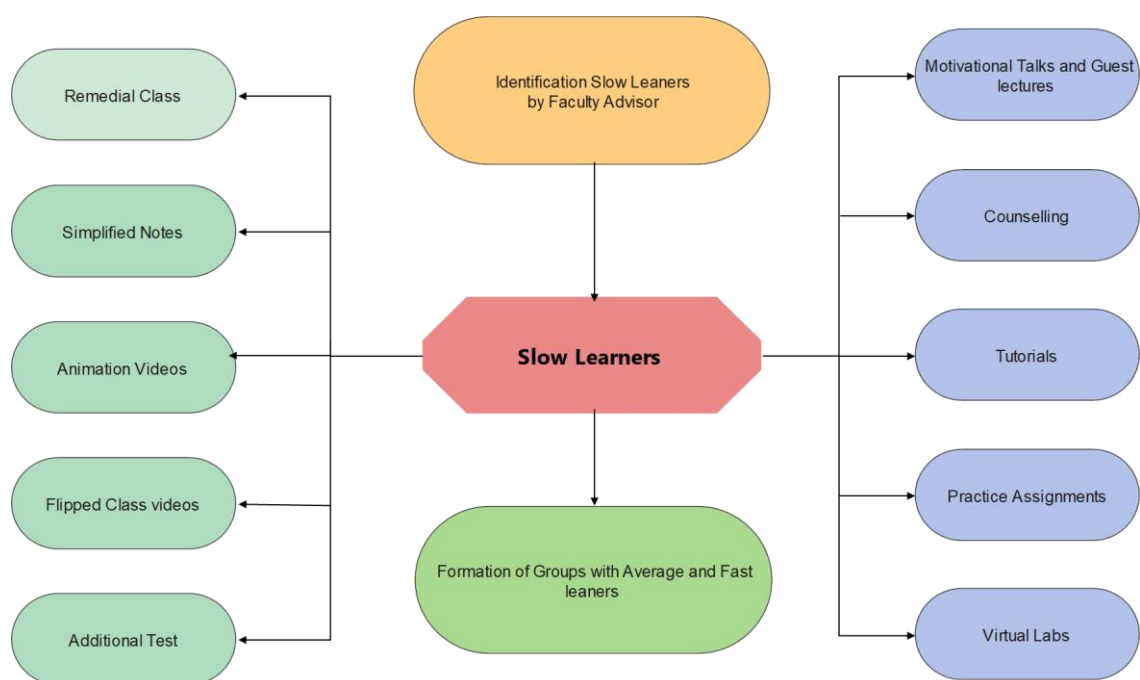 Remedial Class
Simplified Notes
Animation Videos
Flipped Class videos
Additional Test
Identification Slow Leaners
by Faculty Advisor
Slow Learners
Formation of Groups with Average and Fast
leaners
Motivational Talks and Guest
lectures
Counselling
Tutorials
Practice Assignments
Virtual Labs